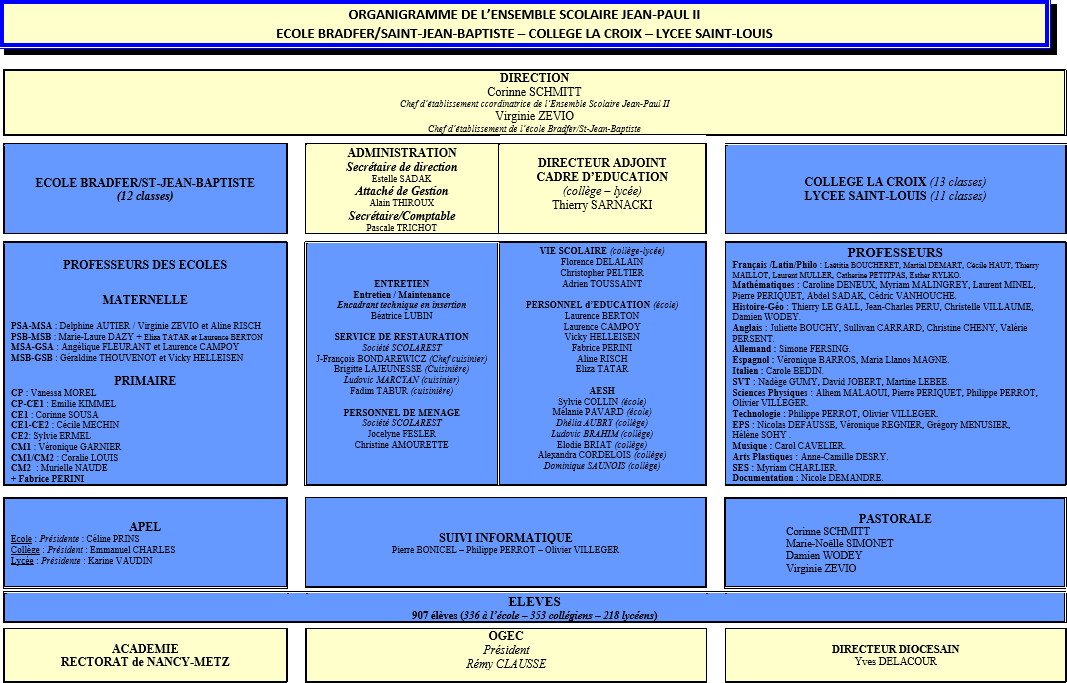 ORGANIGRAMME DE L'ENSEMBLE SCOLAIRE JEAN-PAUL II
ECOLE BRADFER/SAINT-JEAN-BAPTISTE – COLLEGE LA CROIX – LYCEE SAINT-LOUIS
DIRECTION
Corinne SCHMITT
Chef d'établissement coordinatrice de l'Ensemble Scolaire Jean-Paul II
Virginie ZEVIO
Chef d'établissement de l'école Bradfer/St-Jean-Baptiste
ECOLE BRADFER/ST-JEAN-BAPTISTE
(12 classes)
ADMINISTRATION
Secrétaire de direction
Estelle SADAK
Attaché de Gestion
Alain THIROUX
Secrétaire/Comptable
Pascale TRICHOT
DIRECTEUR ADJOINT
CADRE D'EDUCATION
(collège – lycée)
Thierry SARNACKI
COLLEGE LA CROIX (13 classes)
LYCEE SAINT-LOUIS (11 classes)
PROFESSEURS DES ECOLES
MATERNELLE
PSA-MSA : Delphine AUTIER / Virginie ZEVIO et Aline RISCH
PSB-MSB : Marie-Laure DAZY + Eliza TATAR et Laurence BERTON
MSA-GSA : Angélique FLEURANT et Laurence CAMPOY
MSB-GSB : Géraldine THOUVENOT et Vicky HELLEISEN
PRIMAIRE
CP : Vanessa MOREL
CP-CE1 : Emilie KIMMEL
CE1 : Corinne SOUSA
CE1-CE2 : Cécile MECHIN
CE2: Sylvie ERMEL
CM1 : Véronique GARNIER
CM1/CM2 : Coralie LOUIS
CM2 : Murielle NAUDE
+ Fabrice PERINI
ENTRETIEN
Entretien / Maintenance
Encadrant technique en insertion
Béatrice LUBIN
SERVICE DE RESTAURATION
Société SCOLAREST
J-François BONDAREWICZ (Chef cuisinier)
Brigitte LAJEUNESSE (Cuisinière)
Ludovic MARCYAN (cuisinier)
Fadim TABUR (cuisinière)
PERSONNEL DE MENAGE
Société SCOLAREST
Jocelyne FESLER
Christine AMOURETTE
VIE SCOLAIRE (collège-lycée)
Florence DELALAIN
Christopher PELTIER
Adrien TOUSSAINT
PERSONNEL D'EDUCATION (école)
Laurence BERTON
Laurence CAMPOY
Vicky HELLEISEN
Fabrice PERINI
Aline RISCH
Eliza TATAR
AESH
Sylvie COLLIN (école)
Mélanie PAVARD (école)
Dhélia AUBRY (collège)
Ludovic BRAHIM (collège)
Elodie BRIAT (collège)
Alexandra CORDELOIS (collège)
Dominique SAUNOIS (collège)
PROFESSEURS
Français /Latin/Philo : Laëtitia BOUCHERET, Martial DEMART, Cécile HAUT, Thierry
MAILLOT, Laurent MULLER, Catherine PETITPAS, Esther RYLKO.
Mathématiques : Caroline DENEUX, Myriam MALINGREY, Laurent MINEL,
Pierre PERIQUET, Abdel SADAK, Cédric VANHOUCHE.
Histoire-Géo : Thierry LE GALL, Jean-Charles PERU, Christelle VILLAUME,
Damien WODEY.
Anglais : Juliette BOUCHY, Sullivan CARRARD, Christine CHENY, Valérie
PERSENT.
Allemand : Simone FERSING.
Espagnol : Véronique BARROS, Maria Llanos MAGNE.
Italien : Carole BEDIN.
SVT : Nadège GUMY, David JOBERT, Martine LEBEE.
Sciences Physiques : Alhem MALAOUI, Pierre PERIQUET, Philippe PERROT,
Olivier VILLEGER.
Technologie : Philippe PERROT, Olivier VILLEGER.
EPS : Nicolas DEFAUSSE, Véronique REGNIER, Grégory MENUSIER,
Hélène SOHY .
Musique : Carol CAVELIER.
Arts Plastiques : Anne-Camille DESRY.
SES : Myriam CHARLIER.
Documentation : Nicole DEMANDRE.
APEL
Ecole : Présidente : Céline PRINS
Collège : Président : Emmanuel CHARLES
Lycée : Présidente : Karine VAUDIN
SUIVI INFORMATIQUE
Pierre BONICEL – Philippe PERROT – Olivier VILLEGER
PASTORALE
Corinne SCHMITT
Marie-Noëlle SIMONET
Damien WODEY
Virginie ZEVIO
ELEVES
907 élèves (336 à l'école – 353 collégiens – 218 lycéens)
ACADEMIE
RECTORAT de NANCY-METZ
OGEC
Président
Rémy CLAUSSE
DIRECTEUR DIOCESAIN
Yves DELACOUR